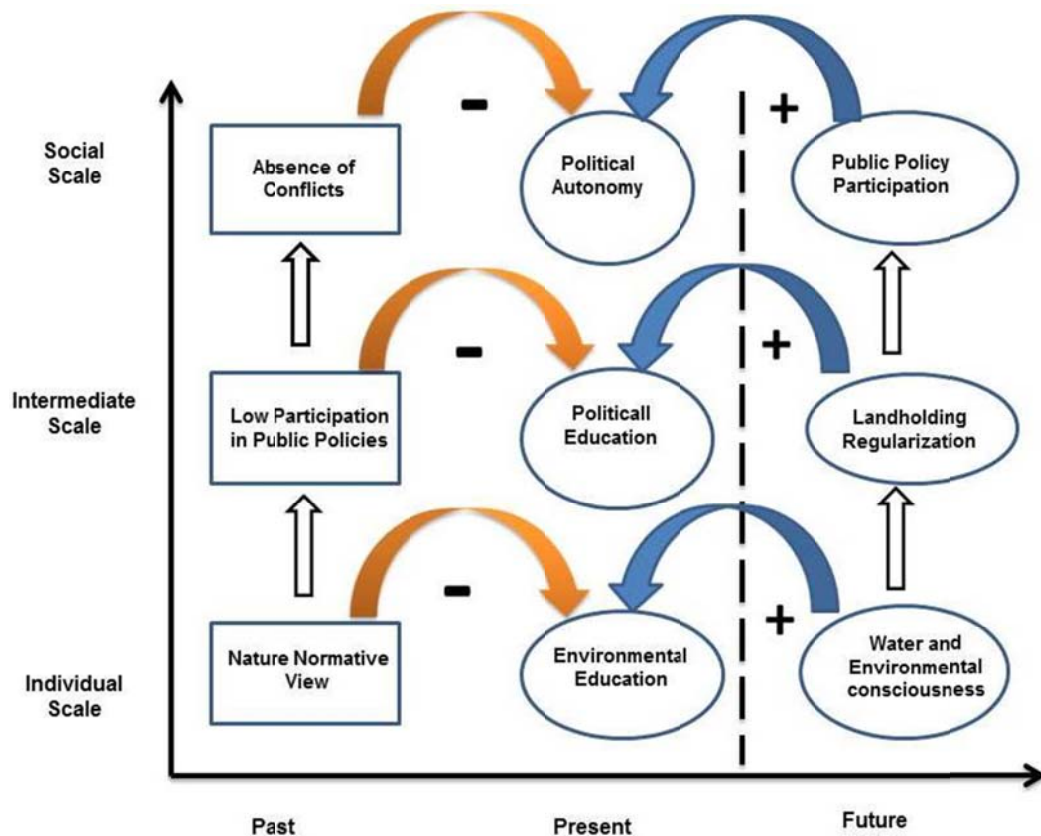 Social
Scale
Absence of
Conflicts
-
Political
Autonomy
+
Public Policy
Participation
Intermediate
Scale
Low Participation
in Public Policies
-
Politicall
Education
+
Landholding
Regularization
Individual
Scale
Nature Normative
View
-
Environmental
Education
+
Water and
Environmental
consciousness
Past
Present
Future